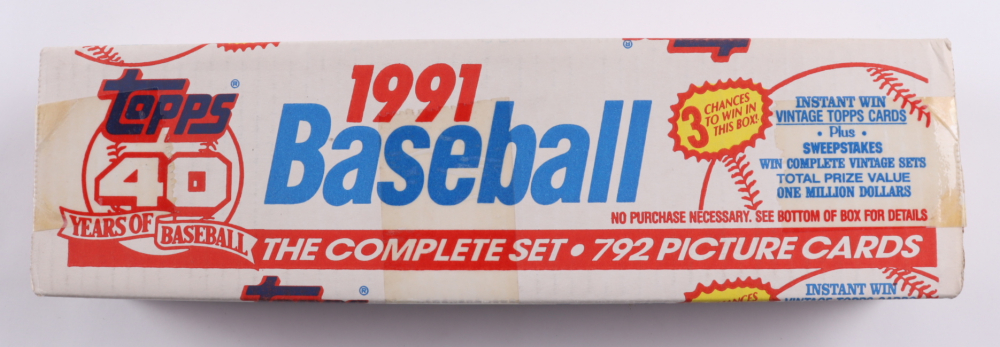 Topps®
40
YEARS OF BASEBALL
1991
Baseball
3 CHANCES
TO WIN IN
THIS BOX!
INSTANT WIN
VINTAGE TOPPS CARDS
• Plus •
SWEEPSTAKES
WIN COMPLETE VINTAGE SETS
TOTAL PRIZE VALUE
ONE MILLION DOLLARS
NO PURCHASE NECESSARY. SEE BOTTOM OF BOX FOR DETAILS
THE COMPLETE SET • 792 PICTURE CARDS
INSTANT WIN